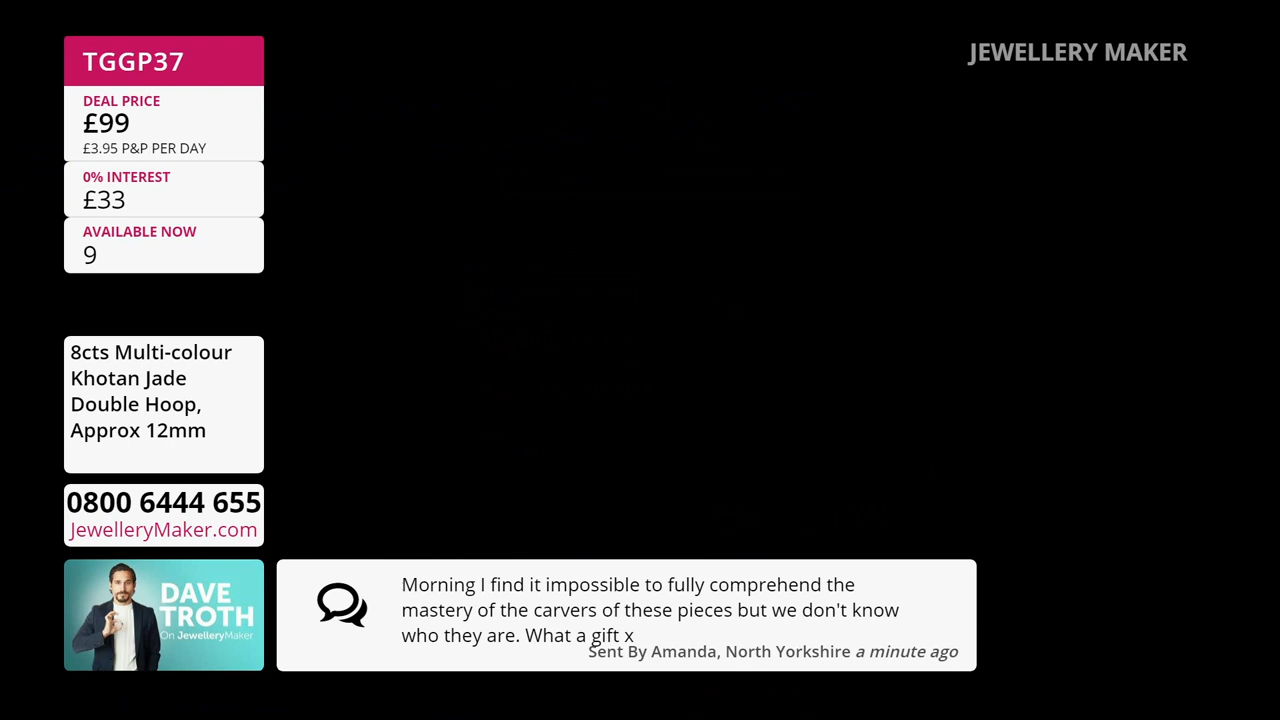 TGGP37
DEAL PRICE
£99
£3.95 P&P PER DAY
0% INTEREST
£33
AVAILABLE NOW
9
8cts Multi-colour
Khotan Jade
Double Hoop,
Approx 12mm
0800 6444 655
JewelleryMaker.com
DAVE
TROTH
On JewelleryMaker
JEWELLERY MAKER
Morning I find it impossible to fully comprehend the
mastery of the carvers of these pieces but we don't know
who they are. What a gift x
Sent By Amanda, North Yorkshire a minute ago